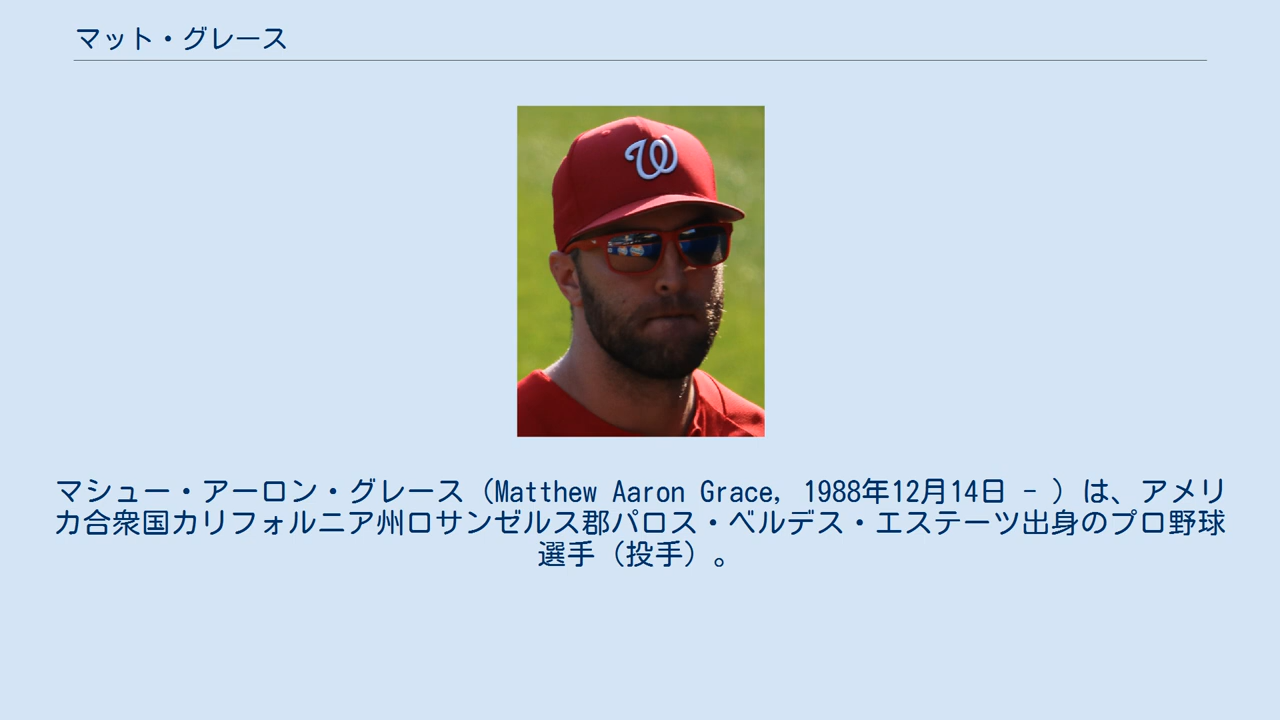 マット・グレース
W
マシュー・アーロン・グレース（Matthew Aaron Grace, 1988年12月14日 - ）は、アメリ
カ合衆国カリフォルニア州ロサンゼルス郡パロス・ベルデス・エステーツ出身のプロ野球
選手（投手）。